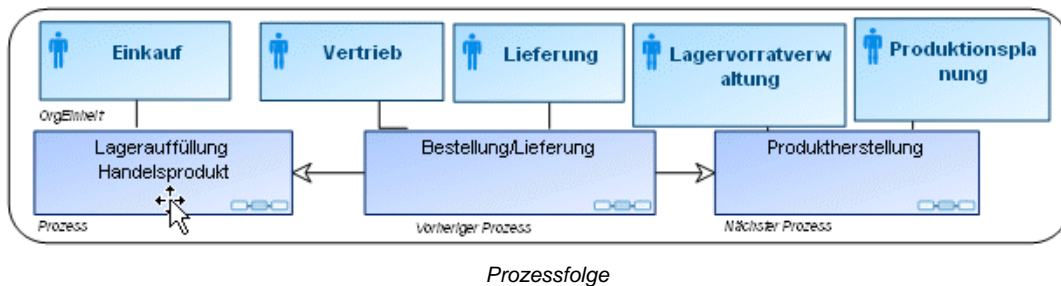 Einkauf
Vertrieb
Lieferung
Lagervorratverw
altung
Produktionspla
nung
OrgEinheit
Lagerauffüllung
Handelsprodukt
Bestellung/Lieferung
Produktherstellung
Prozess
Vorheriger Prozess
Nächster Prozess
Prozessfolge